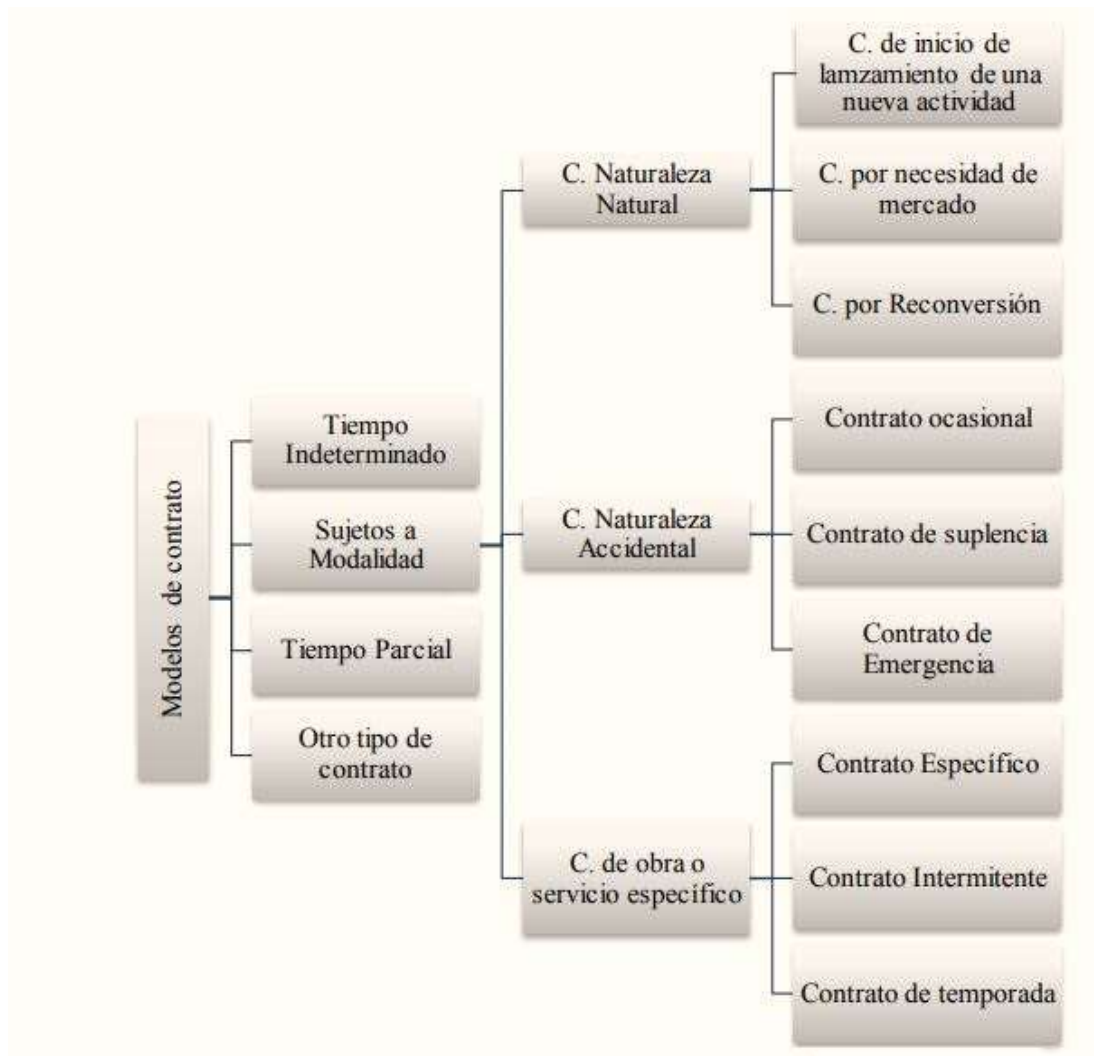 Modelos de contrato
Tiempo
Indeterminado
Sujetos a
Modalidad
Tiempo Parcial
Otro tipo de
contrato
C. Naturaleza
Natural
C. Naturaleza
Accidental
C. de obra o
servicio específico
C. de inicio de
lamzamiento de una
nueva actividad
C. por necesidad de
mercado
C. por Reconversión
Contrato ocasional
Contrato de suplencia
Contrato de
Emergencia
Contrato Específico
Contrato Intermitente
Contrato de temporada